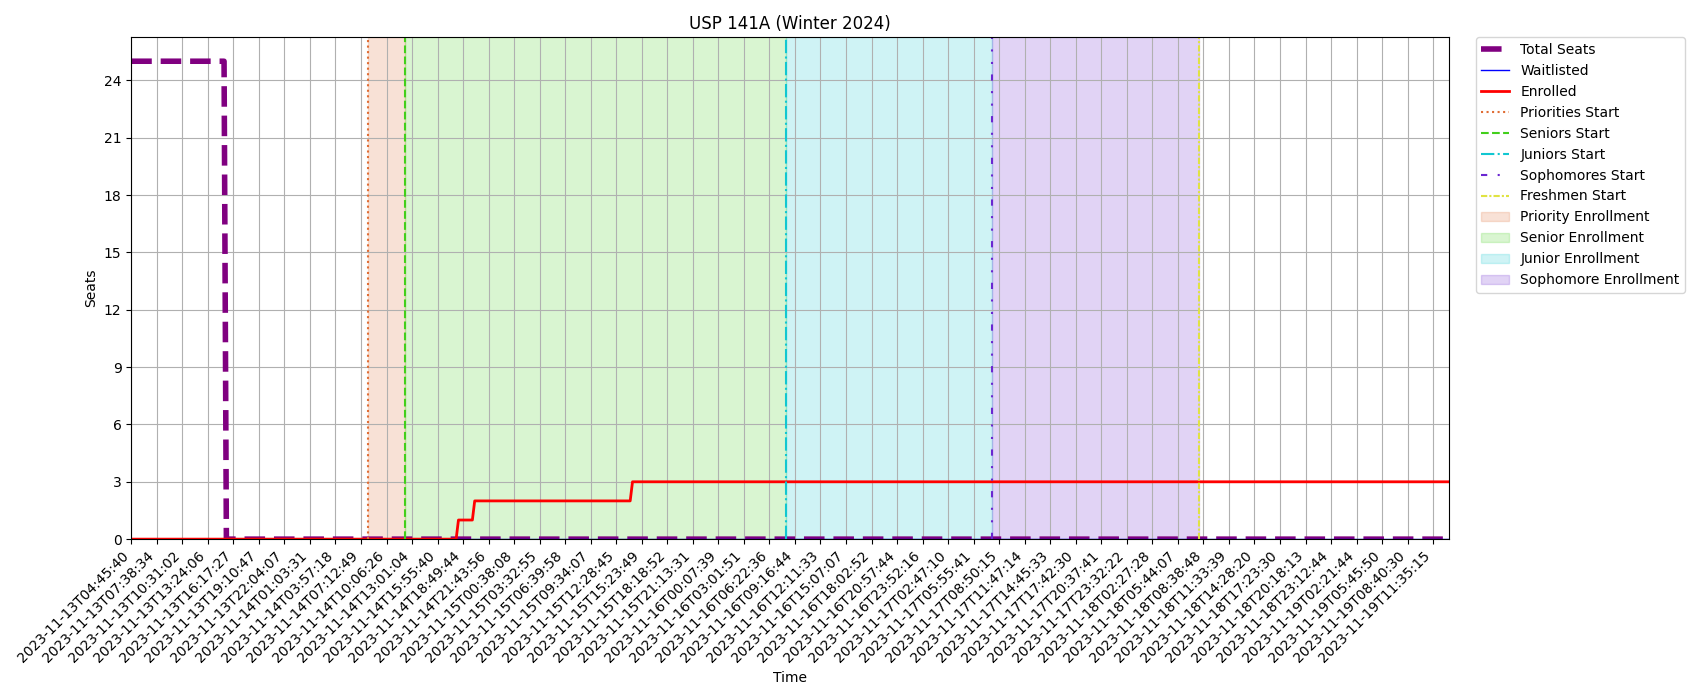 USP 141A (Winter 2024)
Seats
24
21
18
15
12
9
6
3
0
2023-11-13T04:45:40
2023-11-13T07:38:34
2023-11-13T10:31:02
2023-11-13T13:24:06
2023-11-13T16:17:27
2023-11-13T19:10:47
2023-11-13T22:04:07
2023-11-14T01:03:31
2023-11-14T03:57:18
2023-11-14T07:12:49
2023-11-14T10:06:26
2023-11-14T13:01:04
2023-11-14T15:55:40
2023-11-14T18:49:44
2023-11-14T21:43:56
2023-11-15T00:38:08
2023-11-15T03:32:55
2023-11-15T06:39:58
2023-11-15T09:34:07
2023-11-15T12:28:45
2023-11-15T15:23:49
2023-11-15T18:18:52
2023-11-15T21:13:31
2023-11-16T00:07:39
2023-11-16T03:01:51
2023-11-16T06:22:36
2023-11-16T09:16:44
2023-11-16T12:11:33
2023-11-16T15:07:07
2023-11-16T18:02:52
2023-11-16T20:57:44
2023-11-16T23:52:16
2023-11-17T02:47:10
2023-11-17T05:55:41
2023-11-17T08:50:15
2023-11-17T11:47:14
2023-11-17T14:45:33
2023-11-17T17:42:30
2023-11-17T20:37:41
2023-11-17T23:32:22
2023-11-18T02:27:28
2023-11-18T05:44:07
2023-11-18T08:38:48
2023-11-18T11:33:39
2023-11-18T14:28:20
2023-11-18T17:23:30
2023-11-18T20:18:13
2023-11-18T23:12:44
2023-11-19T02:21:44
2023-11-19T05:45:50
2023-11-19T08:40:30
2023-11-19T11:35:15
Time
Total Seats
Waitlisted
Enrolled
Priorities Start
Seniors Start
Juniors Start
Sophomores Start
Freshmen Start
Priority Enrollment
Senior Enrollment
Junior Enrollment
Sophomore Enrollment